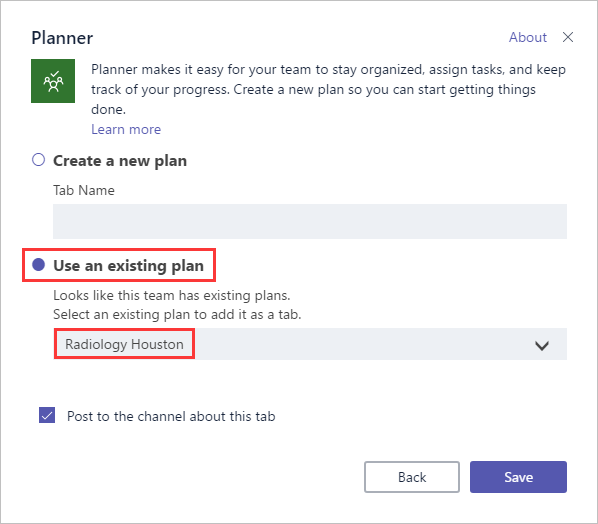 Planner
About
Planner makes it easy for your team to stay organized, assign tasks, and keep
track of your progress. Create a new plan so you can start getting things
done.
Learn more
Create a new plan
Tab Name
Use an existing plan
Looks like this team has existing plans.
Select an existing plan to add it as a tab.
Radiology Houston
Post to the channel about this tab
Back
Save